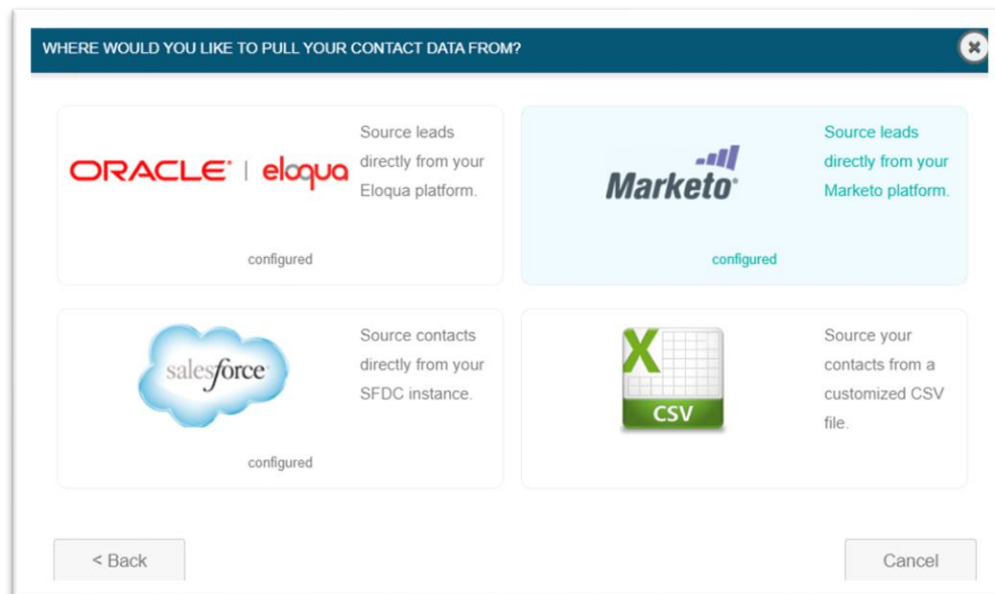 WHERE WOULD YOU LIKE TO PULL YOUR CONTACT DATA FROM?
ORACLE | eloqua
Source leads
directly from your
Eloqua platform.
configured
Marketo
Source leads
directly from your
Marketo platform.
configured
salesforce
Source contacts
directly from your
SFDC instance.
configured
X
CSV
Source your
contacts from a
customized CSV
file.
< Back
Cancel